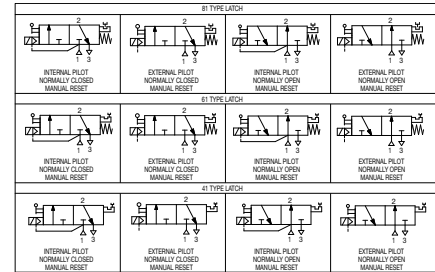 81 TYPE LATCH
2 2 2 2
1 3 1 3 1 3 1 3
INTERNAL PILOT EXTERNAL PILOT INTERNAL PILOT EXTERNAL PILOT
NORMALLY CLOSED NORMALLY CLOSED NORMALLY OPEN NORMALLY OPEN
MANUAL RESET MANUAL RESET MANUAL RESET MANUAL RESET
61 TYPE LATCH
2 2 2 2
1 3 1 3 1 3 1 3
INTERNAL PILOT EXTERNAL PILOT INTERNAL PILOT EXTERNAL PILOT
NORMALLY CLOSED NORMALLY CLOSED NORMALLY OPEN NORMALLY OPEN
MANUAL RESET MANUAL RESET MANUAL RESET MANUAL RESET
41 TYPE LATCH
2 2 2 2
1 3 1 3 1 3 1 3
INTERNAL PILOT EXTERNAL PILOT INTERNAL PILOT EXTERNAL PILOT
NORMALLY CLOSED NORMALLY CLOSED NORMALLY OPEN NORMALLY OPEN
MANUAL RESET MANUAL RESET MANUAL RESET MANUAL RESET